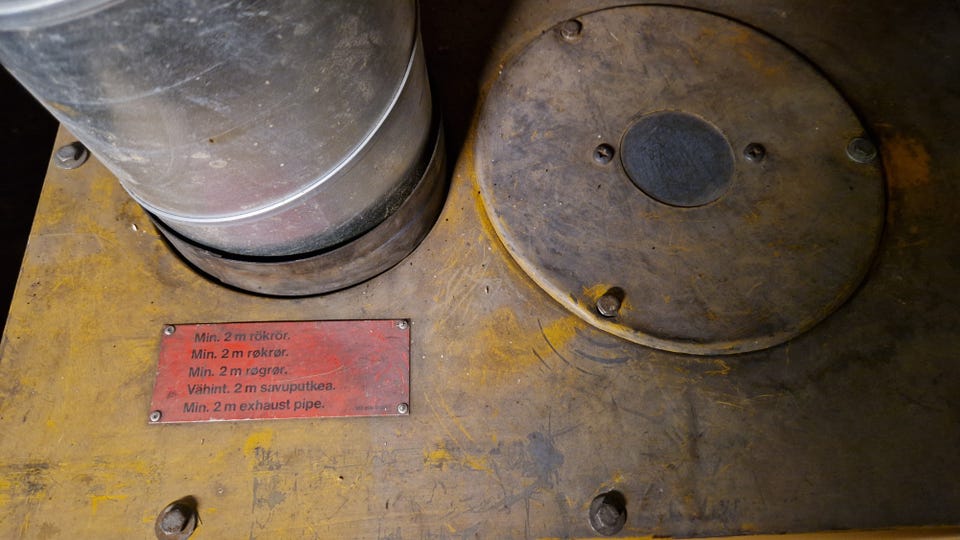 Min. 2 m rökrör.
Min. 2 m røkrør.
Min. 2 m røgrør.
Vähint. 2 m savuputkea.
Min. 2 m exhaust pipe.